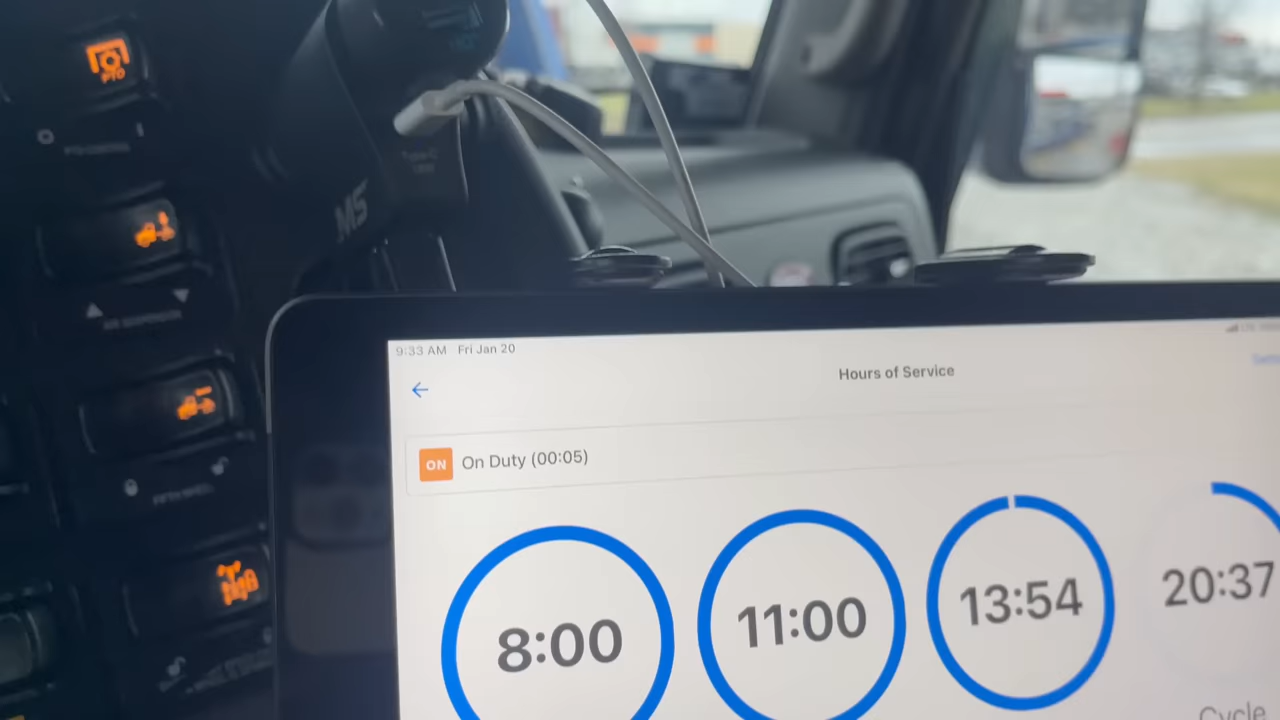 PTO
M5
9:33 AM Fri Jan 20
Hours of Service
ON On Duty (00:05)
8:00
11:00
13:54
20:37
Cycle